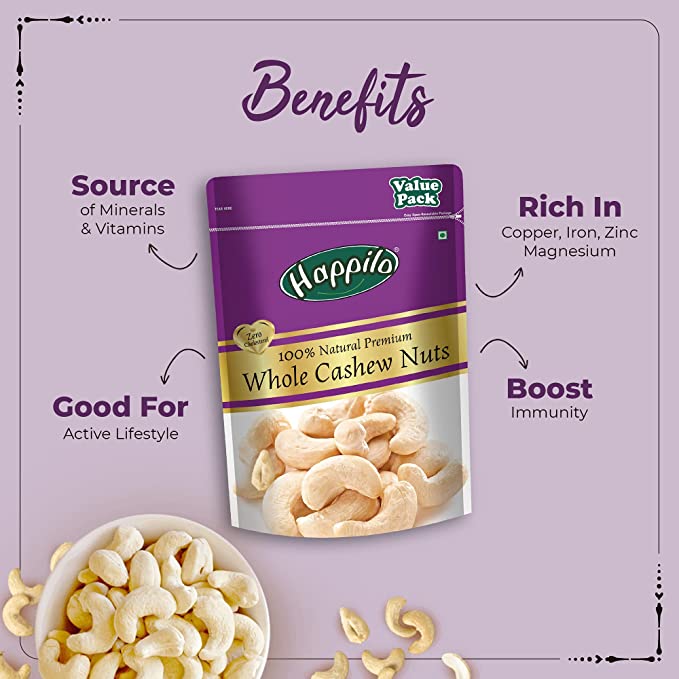 Benefits
Source
of Minerals
& Vitamins
Rich In
Copper, Iron, Zinc
Magnesium
Good For
Active Lifestyle
Boost
Immunity
Value
Pack
Happilo®
Zero
Cholesterol
100% Natural Premium
Whole Cashew Nuts